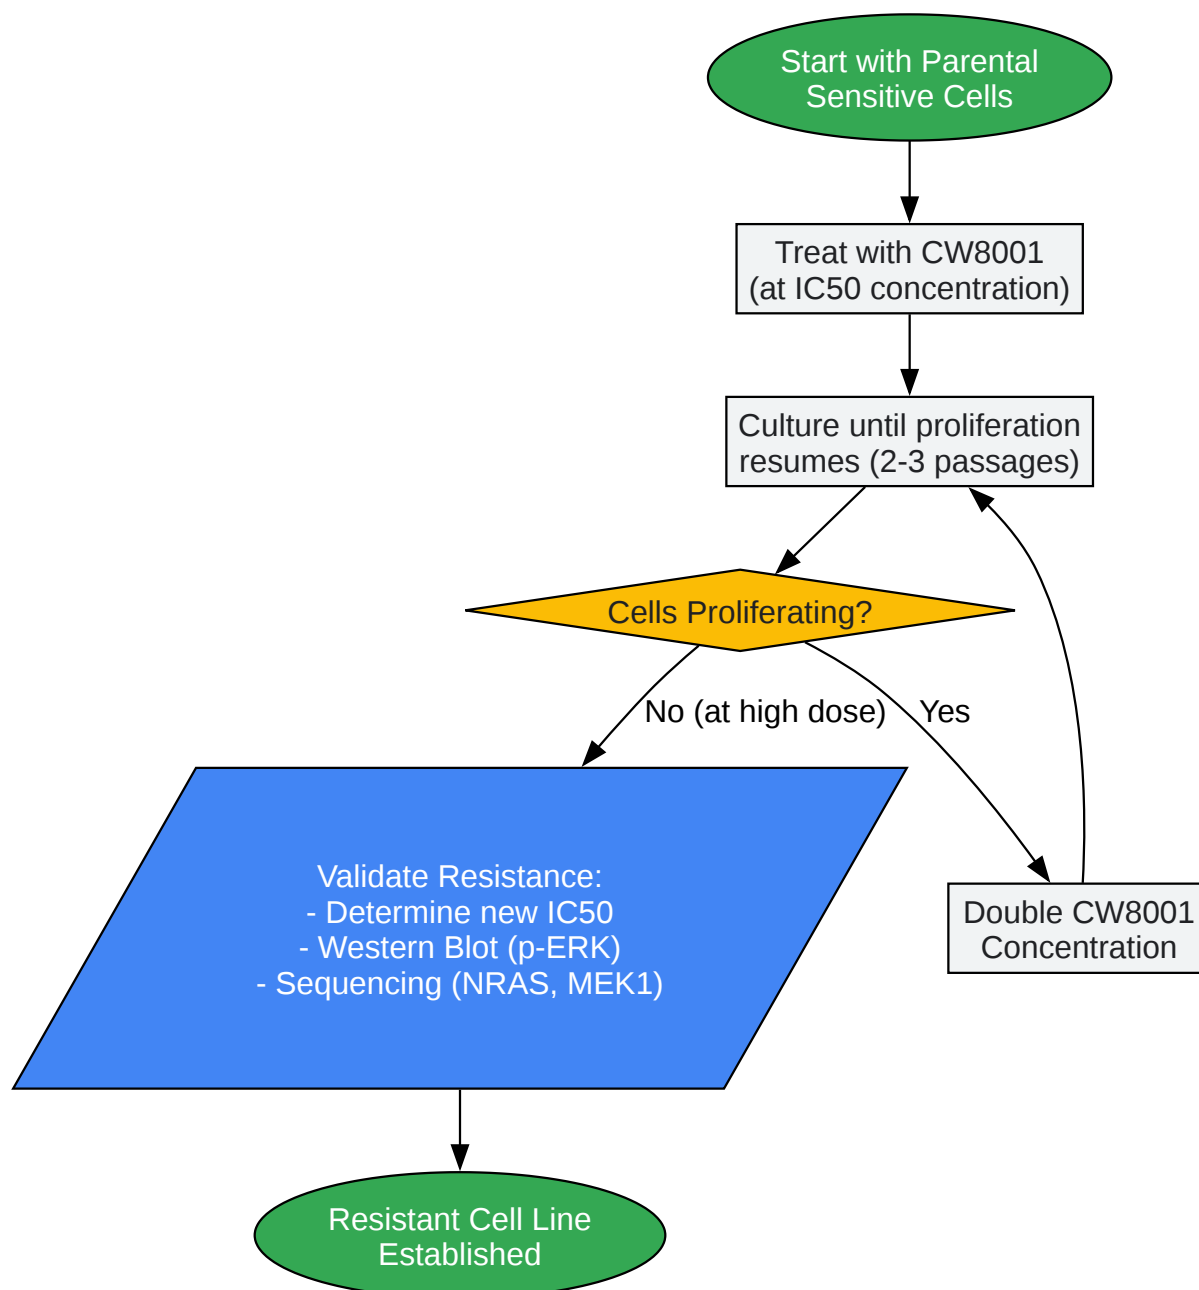 Start with Parental
Sensitive Cells
Treat with CW8001
(at IC50 concentration)
Culture until proliferation
resumes (2-3 passages)
Cells Proliferating?
No (at high dose)
Yes
Validate Resistance:
- Determine new IC50
- Western Blot (p-ERK)
- Sequencing (NRAS, MEK1)
Double CW8001
Concentration
Resistant Cell Line
Established